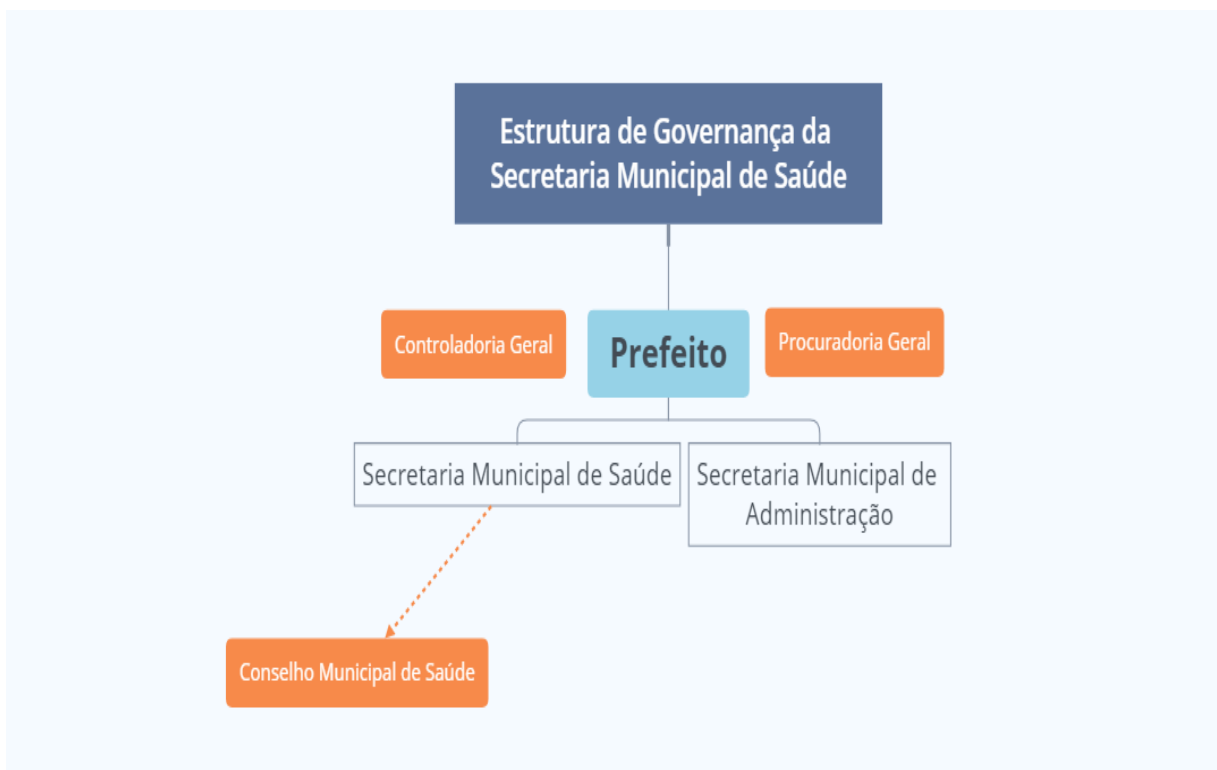 Estrutura de Governança da
Secretaria Municipal de Saúde
Controladoria Geral
Prefeito
Procuradoria Geral
Secretaria Municipal de Saúde
Secretaria Municipal de
Administração
Conselho Municipal de Saúde